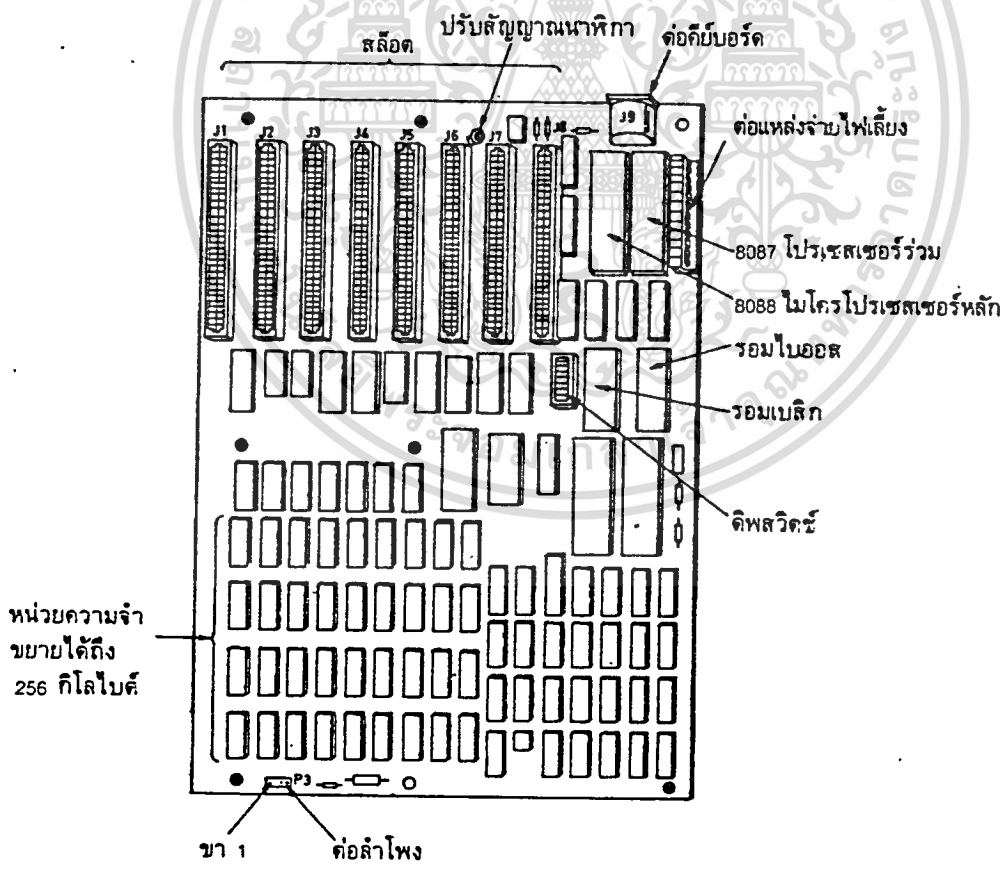 สล็อต
ปรับสัญญาณนาฬิกา
ต่อคีย์บอร์ด
J1 J2 J3 J4 J5 J6 J7 J8 J9
ต่อแหล่งจ่ายไฟเลี้ยง
8087 โปรเซสเซอร์ร่วม
8088 ไมโครโปรเซสเซอร์หลัก
รอมไบออส
รอมเบสิก
ดิพสวิตช์
หน่วยความจำ
ขยายได้ถึง
256 กิโลไบต์
P3
ขา 1
ต่อลำโพง